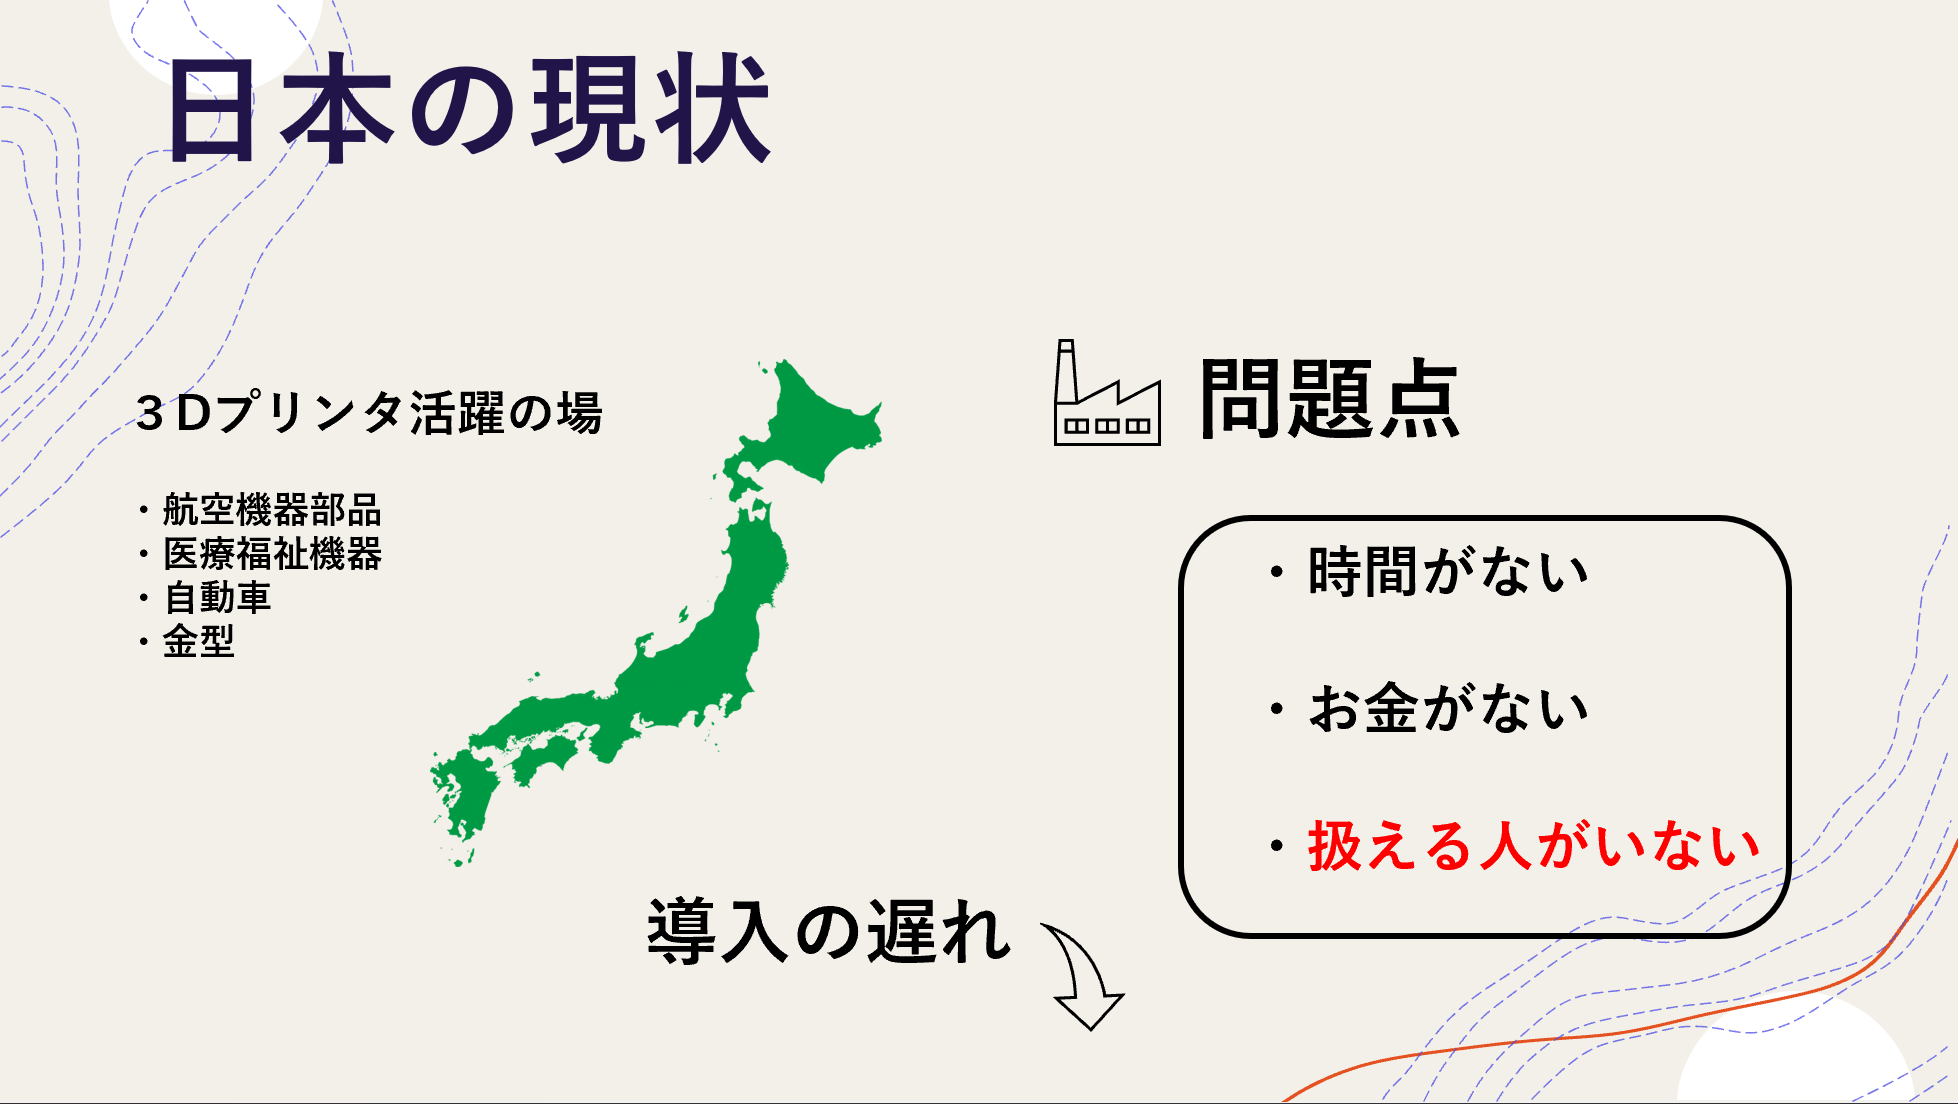 日本の現状
３Dプリンタ活躍の場
・航空機器部品
・医療福祉機器
・自動車
・金型
導入の遅れ
問題点
・時間がない
・お金がない
・扱える人がいない